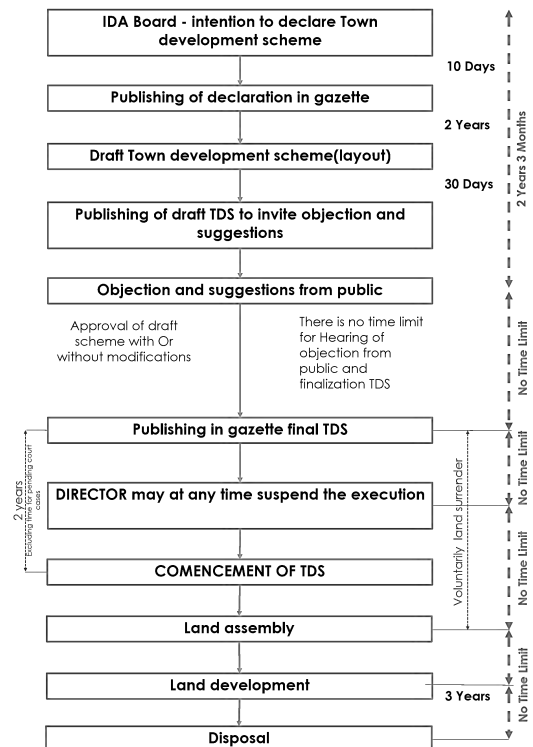 IDA Board - intention to declare Town
development scheme
10 Days
Publishing of declaration in gazette
2 Years
Draft Town development scheme(layout)
30 Days
Publishing of draft TDS to invite objection and
suggestions
2 Years 3 Months
Objection and suggestions from public
Approval of draft
scheme with Or
without modifications
There is no time limit
for Hearing of
objection from
public and
finalization TDS
No Time Limit
Publishing in gazette final TDS
No Time Limit
DIRECTOR may at any time suspend the execution
2 years
Excluding time for pending court
cases
Voluntarily land surrender
No Time Limit
COMENCEMENT OF TDS
Land assembly
No Time Limit
Land development
3 Years
Disposal